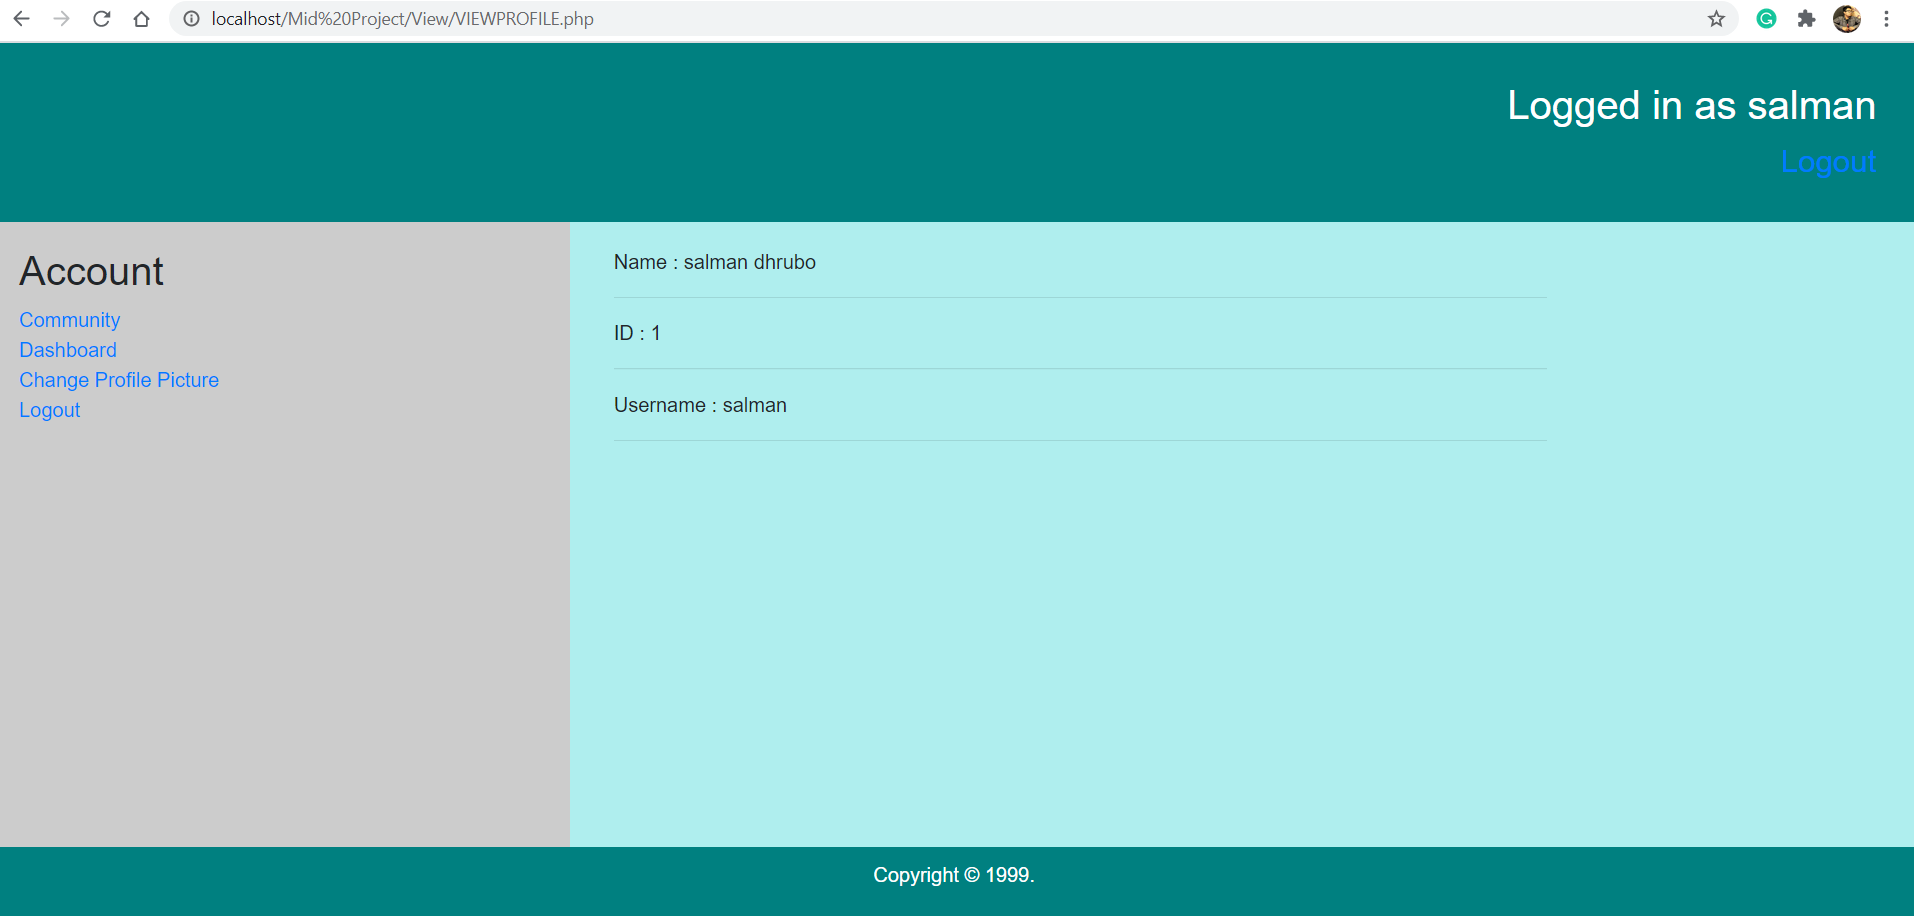 localhost/Mid%20Project/View/VIEWPROFILE.php
Logged in as salman
Logout
Account
Community
Dashboard
Change Profile Picture
Logout
Name : salman dhrubo
ID : 1
Username : salman
Copyright © 1999.